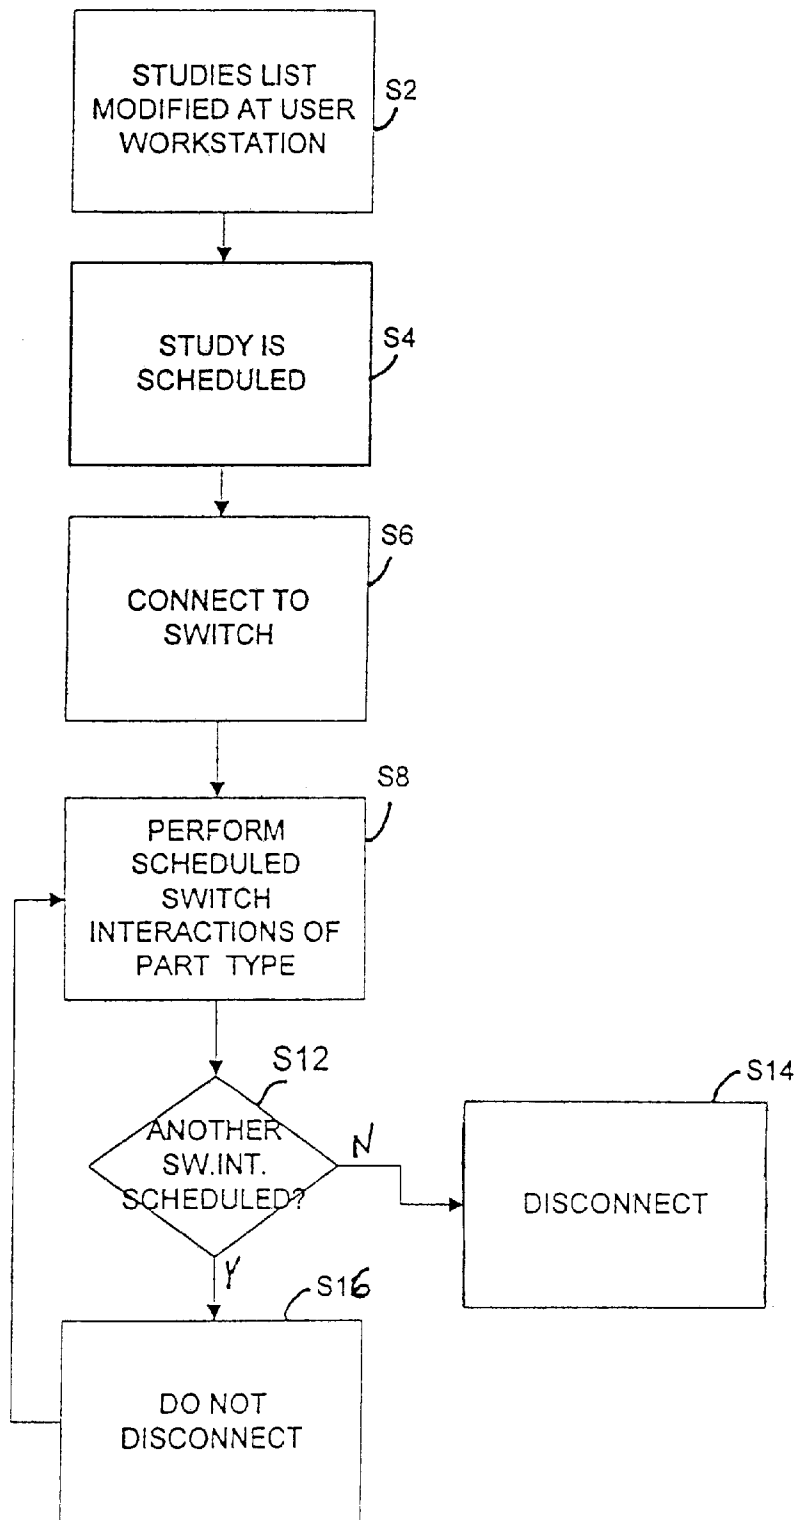 STUDIES LIST
MODIFIED AT USER
WORKSTATION
S2
STUDY IS
SCHEDULED
S4
CONNECT TO
SWITCH
S6
PERFORM
SCHEDULED
SWITCH
INTERACTIONS OF
PART TYPE
S8
ANOTHER
SW.INT.
SCHEDULED?
S12
N
DISCONNECT
S14
Y
DO NOT
DISCONNECT
S16